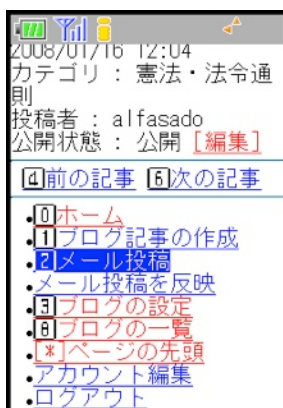 2008/01/16 12:04
カテゴリ : 憲法・法令通
則
投稿者 : alfasado
公開状態 : 公開 [編集]
4前の記事 6次の記事
0ホーム
1ブログ記事の作成
2メール投稿
メール投稿を反映
3ブログの設定
8ブログの一覧
[*]ページの先頭
アカウント編集
ログアウト